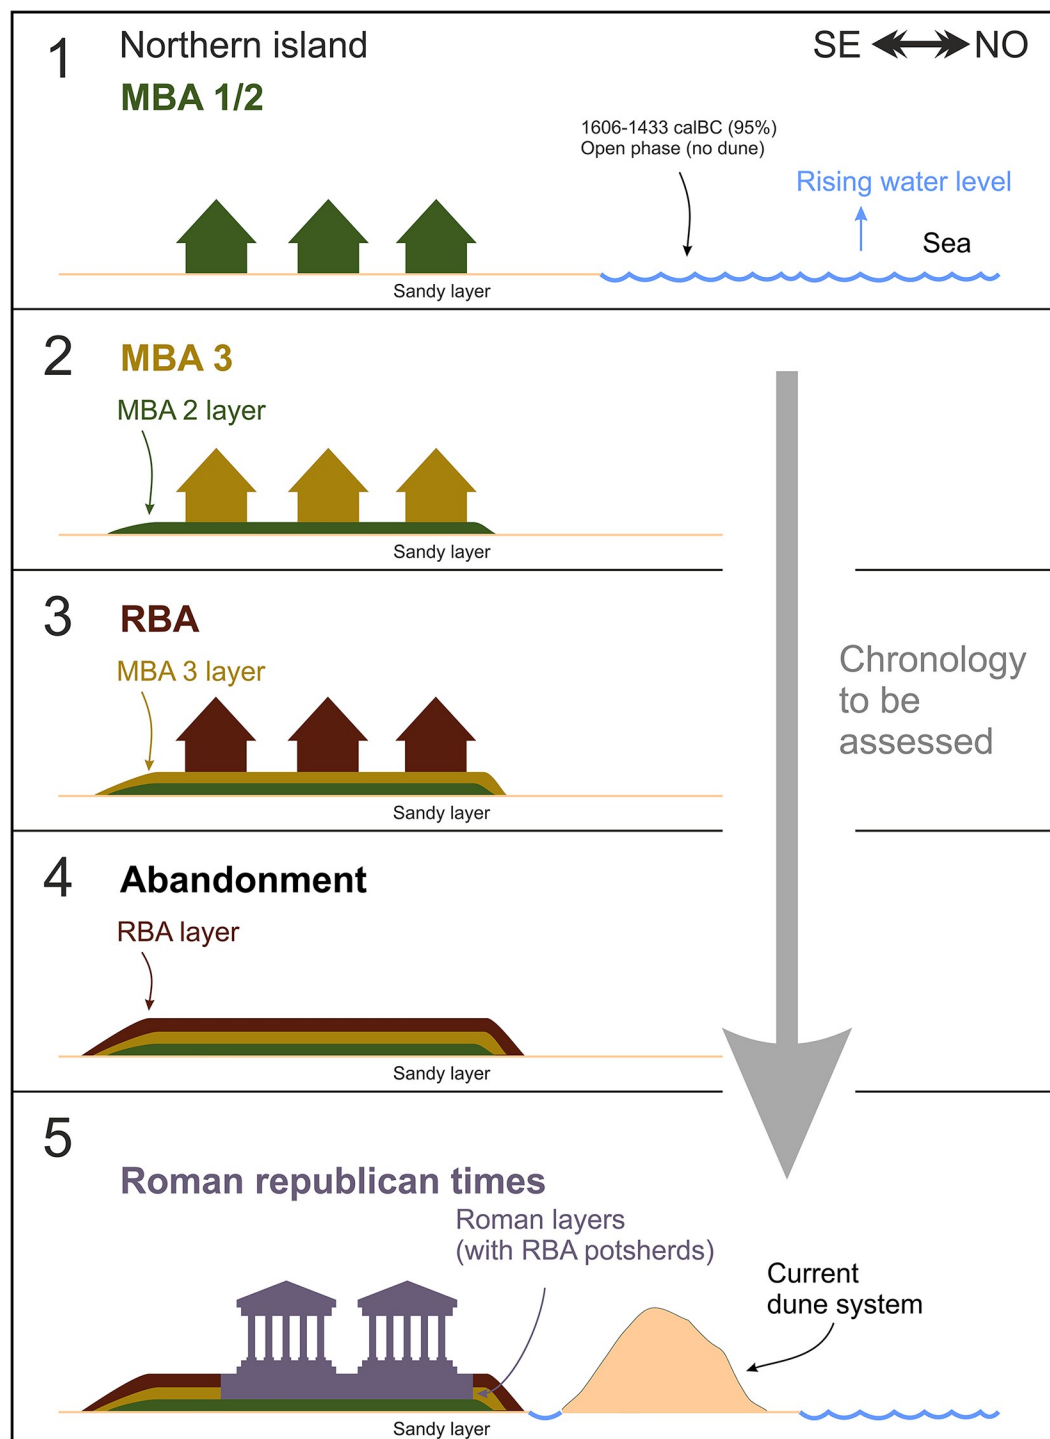 1
Northern island
SE NO
MBA 1/2
1606-1433 calBC (95%)
Open phase (no dune)
Rising water level
Sea
Sandy layer
2
MBA 3
MBA 2 layer
Sandy layer
3
RBA
MBA 3 layer
Sandy layer
Chronology
to be
assessed
4
Abandonment
RBA layer
Sandy layer
5
Roman republican times
Roman layers
(with RBA potsherds)
Current
dune system
Sandy layer